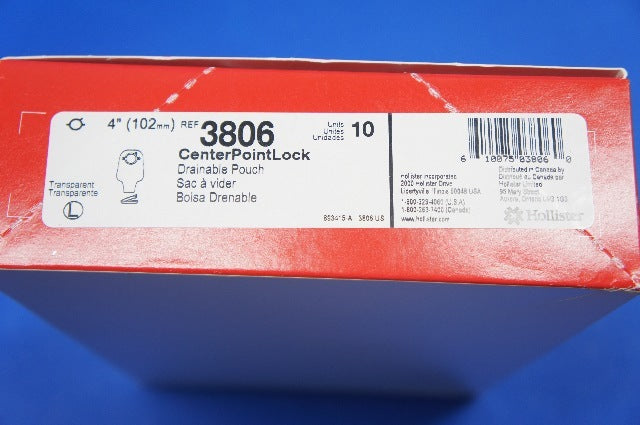 4" (102mm) REF 3806
Units
Unites
Unidades
10
CenterPointLock
Drainable Pouch
Sac à vider
Bolsa Drenable
Transparent
Transparente
L
3806 US
6 10075 03806 0
Hollister Incorporated
2000 Hollister Drive
Libertyville, Illinois 60048 USA
1-800-323-4060 (U.S.A.)
1-800-263-7400 (Canada)
www.hollister.com
Distributed in Canada by
Distribué au Canada par
Hollister Limited
95 Mary Street
Aurora, Ontario L4G 1G3
Hollister